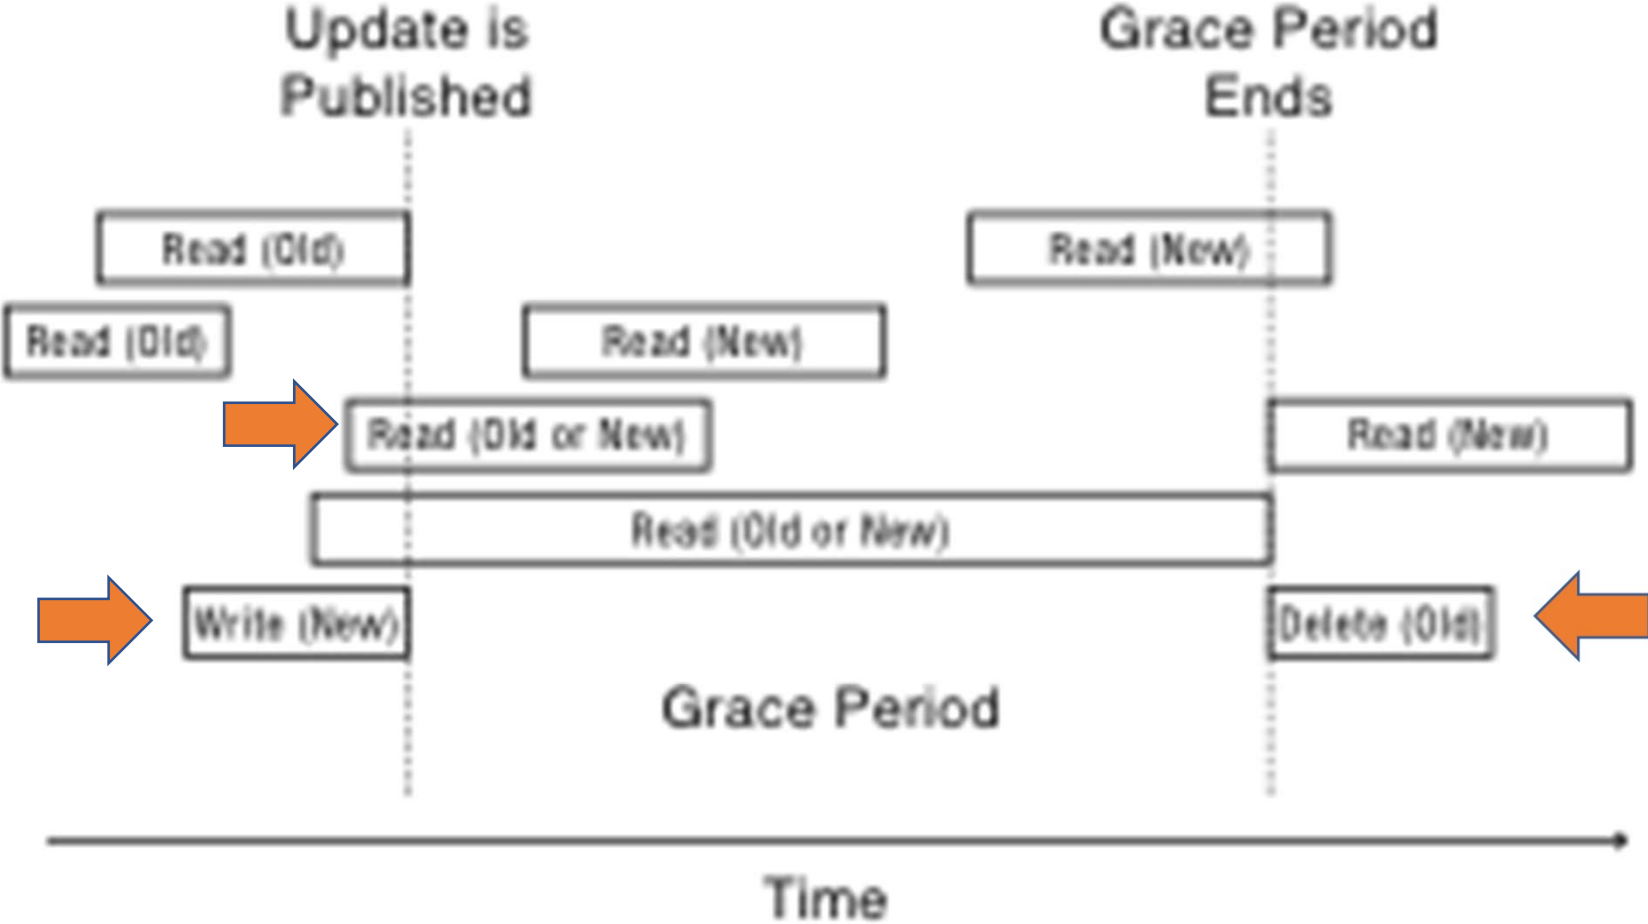 Update is
Published
Grace Period
Ends
Read (Old)
Read (New)
Read (Old)
Read (New)
Read (Old or New)
Read (New)
Read (Old or New)
Write (New)
Delete (Old)
Grace Period
Time